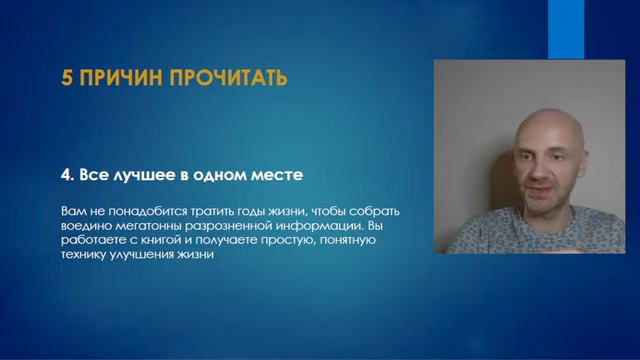 5 ПРИЧИН ПРОЧИТАТЬ
4. Все лучшее в одном месте
Вам не понадобится тратить годы жизни, чтобы собрать
воедино мегатонны разрозненной информации. Вы
работаете с книгой и получаете простую, понятную
технику улучшения жизни